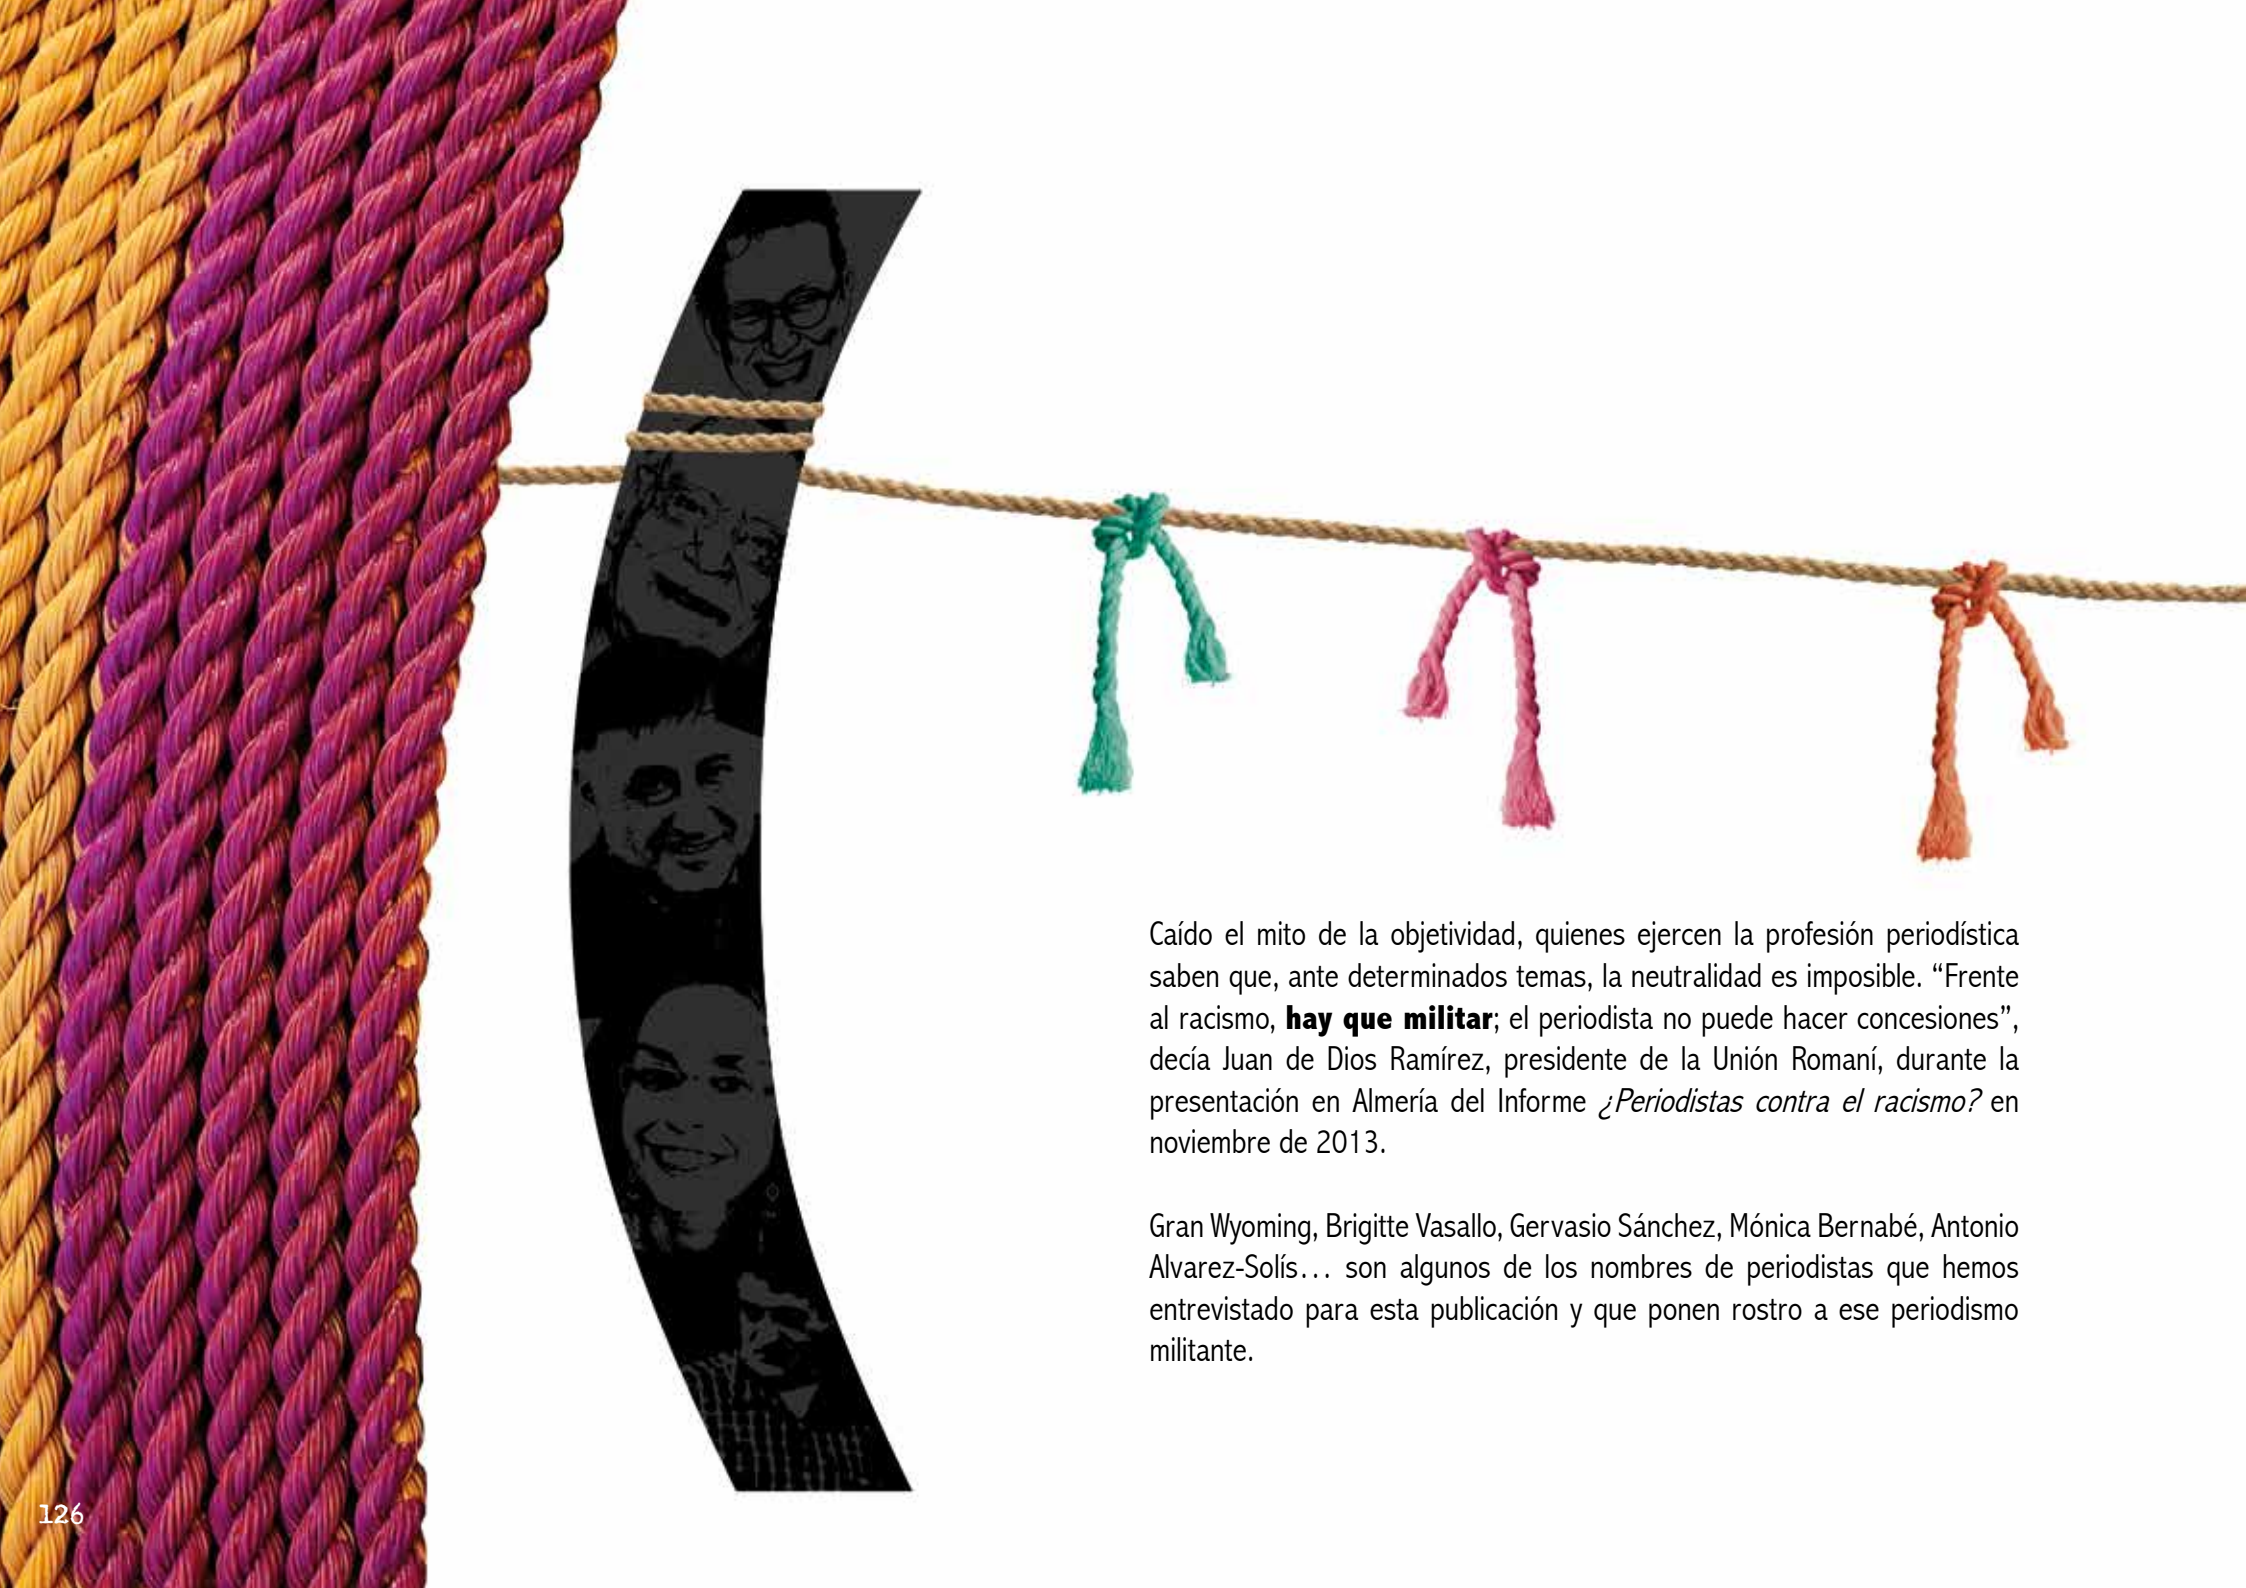 Caído el mito de la objetividad, quienes ejercen la profesión periodística
saben que, ante determinados temas, la neutralidad es imposible. “Frente
al racismo, hay que militar; el periodista no puede hacer concesiones”,
decía Juan de Dios Ramírez, presidente de la Unión Romaní, durante la
presentación en Almería del Informe ¿Periodistas contra el racismo? en
noviembre de 2013.
Gran Wyoming, Brigitte Vasallo, Gervasio Sánchez, Mónica Bernabé, Antonio
Alvarez-Solís... son algunos de los nombres de periodistas que hemos
entrevistado para esta publicación y que ponen rostro a ese periodismo
militante.
126